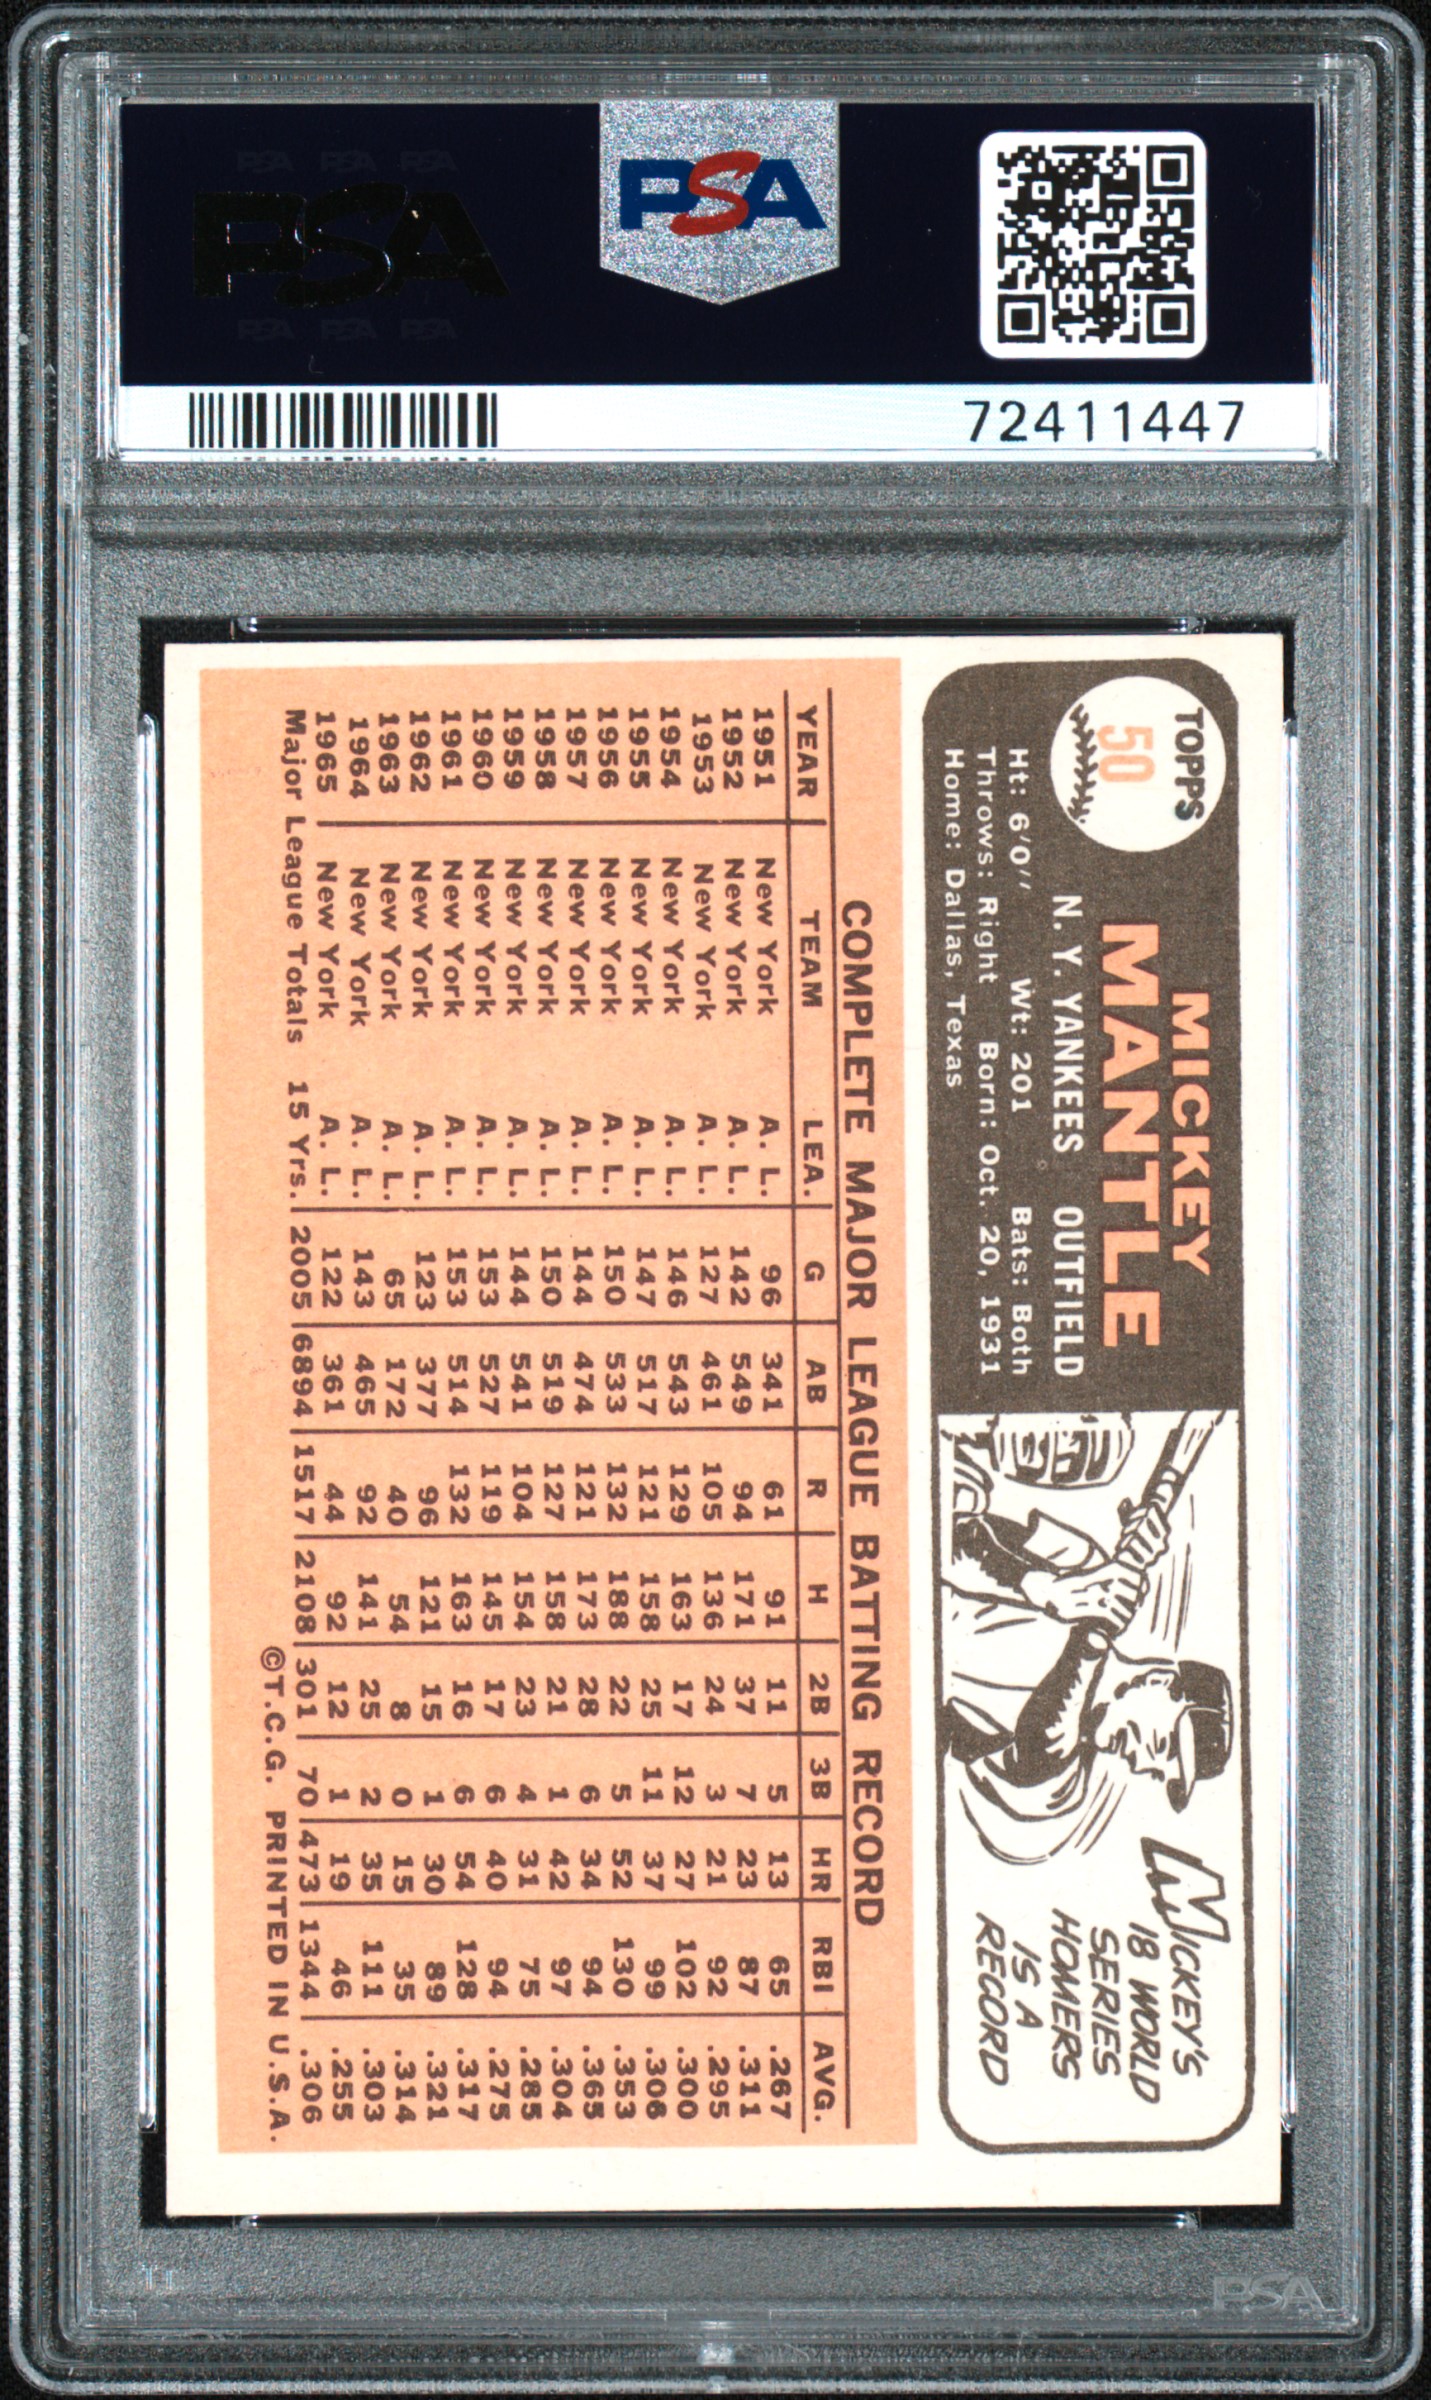 PSA PSA PSA
PSA
PSA PSA PSA
PSA
72411447
TOPPS
50
MICKEY
MANTLE
N. Y. YANKEES OUTFIELD
Ht: 6'0'' Wt: 201 Bats: Both
Throws: Right Born: Oct. 20, 1931
Home: Dallas, Texas
MICKEY'S
18 WORLD
SERIES
HOMERS
IS A
RECORD
COMPLETE MAJOR LEAGUE BATTING RECORD
YEAR TEAM LEA. G AB R H 2B 3B HR RBI AVG.
1951 New York A. L. 96 341 61 91 11 5 13 65 .267
1952 New York A. L. 142 549 94 171 37 7 23 87 .311
1953 New York A. L. 127 461 105 136 24 3 21 92 .295
1954 New York A. L. 146 543 129 163 17 12 27 102 .300
1955 New York A. L. 147 517 121 158 25 11 37 99 .306
1956 New York A. L. 150 533 132 188 22 5 52 130 .353
1957 New York A. L. 144 474 121 173 28 6 34 94 .365
1958 New York A. L. 150 519 127 158 21 1 42 97 .304
1959 New York A. L. 144 541 104 154 23 4 31 75 .285
1960 New York A. L. 153 527 119 145 17 6 40 94 .275
1961 New York A. L. 153 514 132 163 16 6 54 128 .317
1962 New York A. L. 123 377 96 121 15 1 30 89 .321
1963 New York A. L. 65 172 40 54 8 0 15 35 .314
1964 New York A. L. 143 465 92 141 25 2 35 111 .303
1965 New York A. L. 122 361 44 92 12 1 19 46 .255
Major League Totals 15 Yrs. 2005 6894 1517 2108 301 70 473 1344 .306
©T.C.G. PRINTED IN U.S.A.
PSA